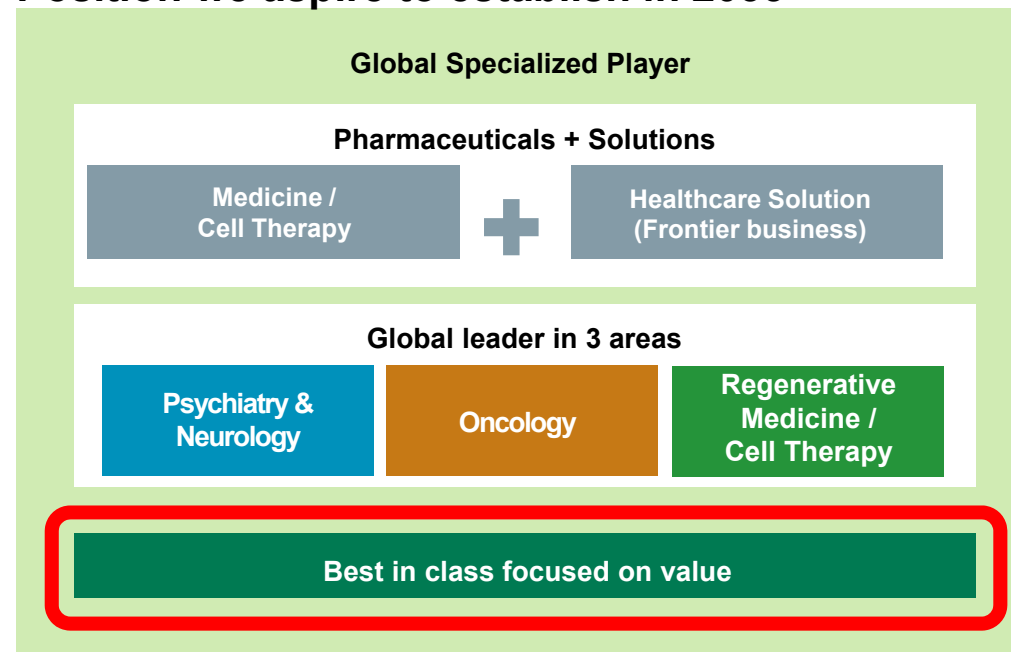 Global Specialized Player
Pharmaceuticals + Solutions
Medicine /
Cell Therapy
Healthcare Solution
(Frontier business)
Global leader in 3 areas
Psychiatry &
Neurology
Oncology
Regenerative
Medicine /
Cell Therapy
Best in class focused on value